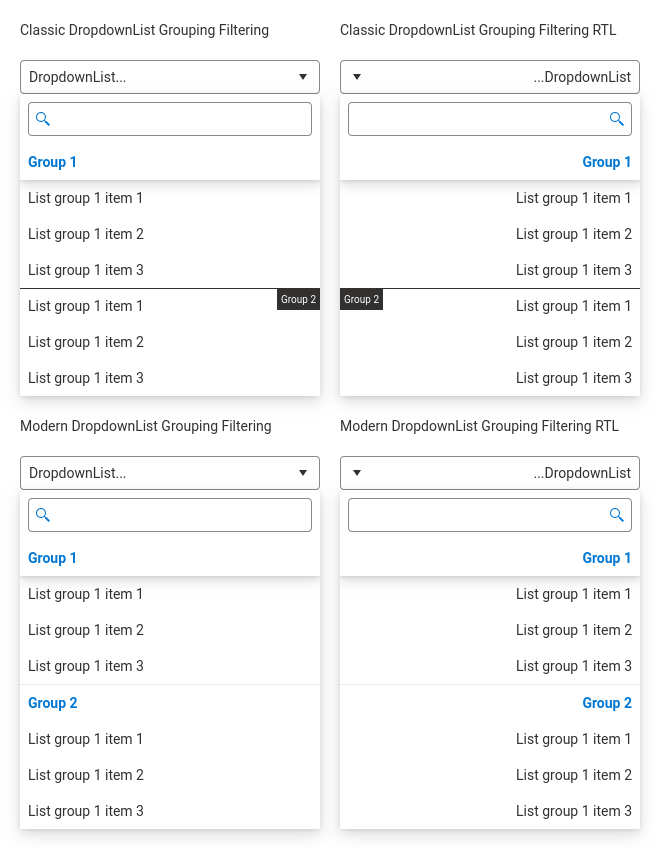 Classic DropdownList Grouping Filtering
DropdownList...
Group 1
List group 1 item 1
List group 1 item 2
List group 1 item 3
Group 2
List group 1 item 1
List group 1 item 2
List group 1 item 3
Classic DropdownList Grouping Filtering RTL
...DropdownList
Group 1
List group 1 item 1
List group 1 item 2
List group 1 item 3
Group 2
List group 1 item 1
List group 1 item 2
List group 1 item 3
Modern DropdownList Grouping Filtering
DropdownList...
Group 1
List group 1 item 1
List group 1 item 2
List group 1 item 3
Group 2
List group 1 item 1
List group 1 item 2
List group 1 item 3
Modern DropdownList Grouping Filtering RTL
...DropdownList
Group 1
List group 1 item 1
List group 1 item 2
List group 1 item 3
Group 2
List group 1 item 1
List group 1 item 2
List group 1 item 3